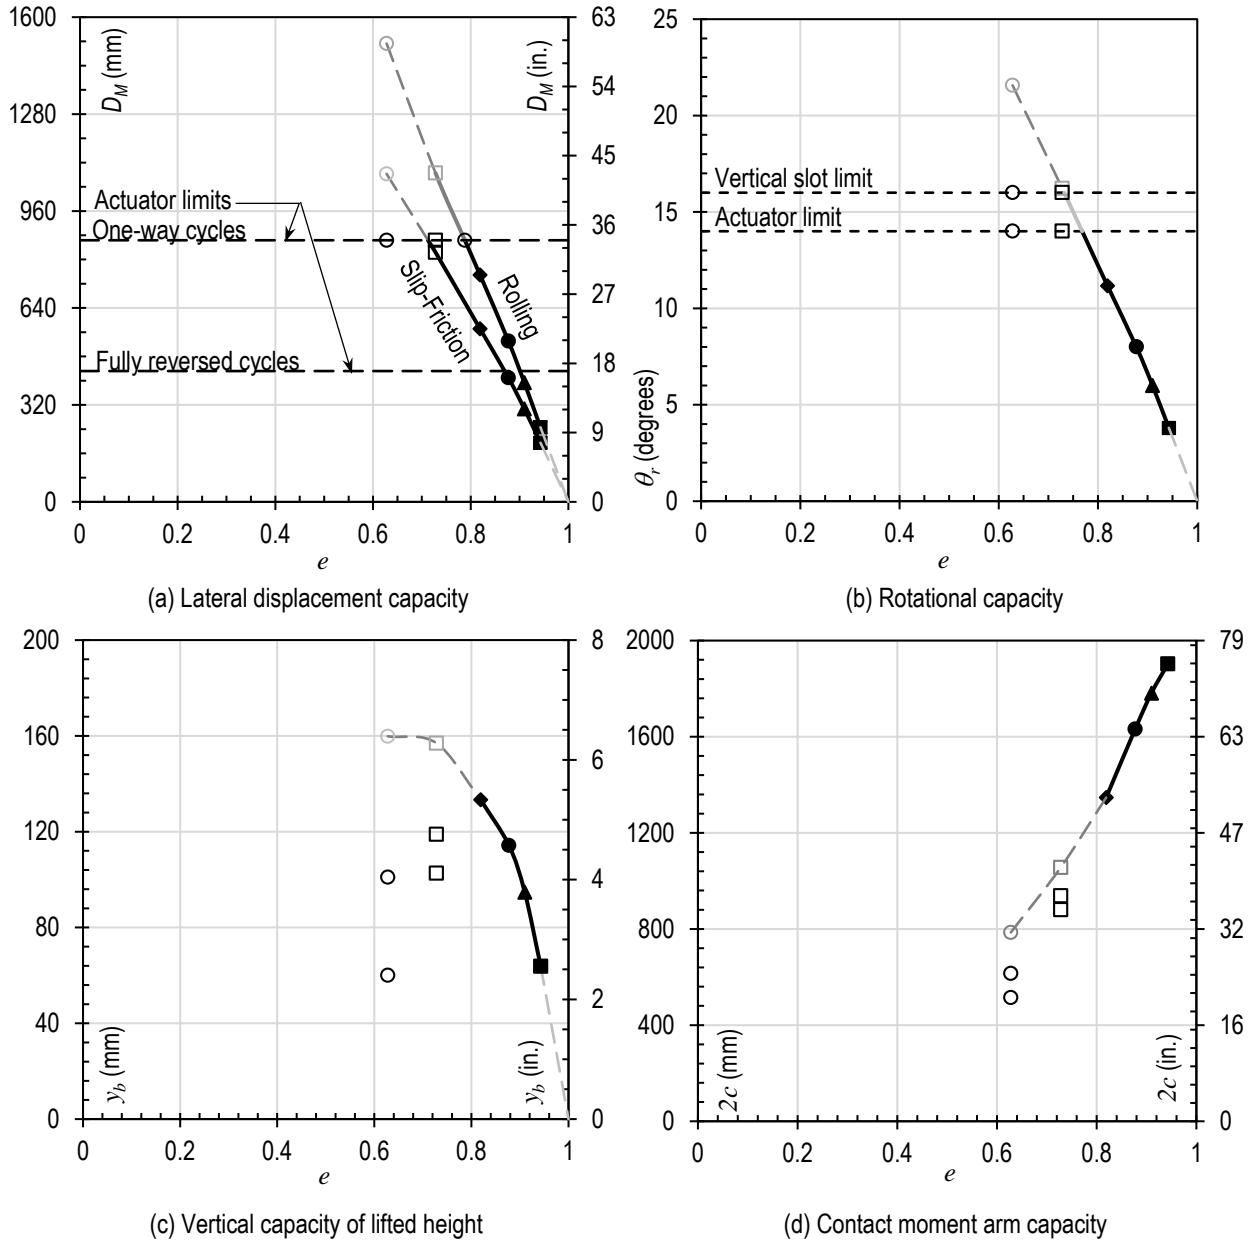 1600
1280
960
640
320
0
D_M (mm)
D_M (in.)
63
54
45
36
27
18
9
0
Actuator limits
One-way cycles
Fully reversed cycles
Slip-Friction
Rolling
0 0.2 0.4 0.6 0.8 1
e
(a) Lateral displacement capacity
25
20
15
10
5
0
θ_r (degrees)
Vertical slot limit
Actuator limit
0 0.2 0.4 0.6 0.8 1
e
(b) Rotational capacity
200
160
120
80
40
0
y_b (mm)
y_b (in.)
8
6
4
2
0
0 0.2 0.4 0.6 0.8 1
e
(c) Vertical capacity of lifted height
2000
1600
1200
800
400
0
2c (mm)
2c (in.)
79
63
47
32
16
0
0 0.2 0.4 0.6 0.8 1
e
(d) Contact moment arm capacity